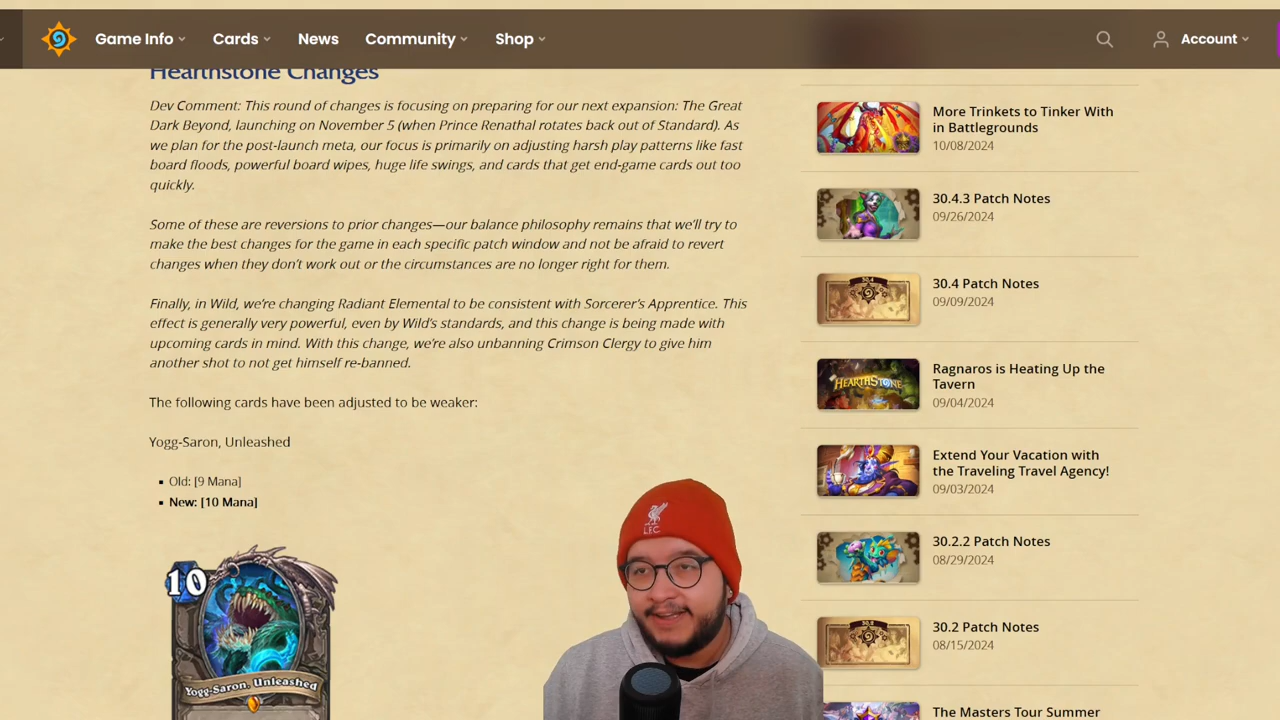 Game Info
Cards
News
Community
Shop
Account
Hearthstone Changes
Dev Comment: This round of changes is focusing on preparing for our next expansion: The Great
Dark Beyond, launching on November 5 (when Prince Renathal rotates back out of Standard). As
we plan for the post-launch meta, our focus is primarily on adjusting harsh play patterns like fast
board floods, powerful board wipes, huge life swings, and cards that get end-game cards out too
quickly.
Some of these are reversions to prior changes—our balance philosophy remains that we'll try to
make the best changes for the game in each specific patch window and not be afraid to revert
changes when they don't work out or the circumstances are no longer right for them.
Finally, in Wild, we're changing Radiant Elemental to be consistent with Sorcerer's Apprentice. This
effect is generally very powerful, even by Wild's standards, and this change is being made with
upcoming cards in mind. With this change, we're also unbanning Crimson Clergy to give him
another shot to not get himself re-banned.
The following cards have been adjusted to be weaker:
Yogg-Saron, Unleashed
▪ Old: [9 Mana]
▪ New: [10 Mana]
10
Yogg-Saron, Unleashed
LFC
More Trinkets to Tinker With
in Battlegrounds
10/08/2024
30.4.3 Patch Notes
09/26/2024
30.4
30.4 Patch Notes
09/09/2024
HEARTHSTONE
Ragnaros is Heating Up the
Tavern
09/04/2024
Extend Your Vacation with
the Traveling Travel Agency!
09/03/2024
30.2.2 Patch Notes
08/29/2024
30.2 Patch Notes
08/15/2024
The Masters Tour Summer